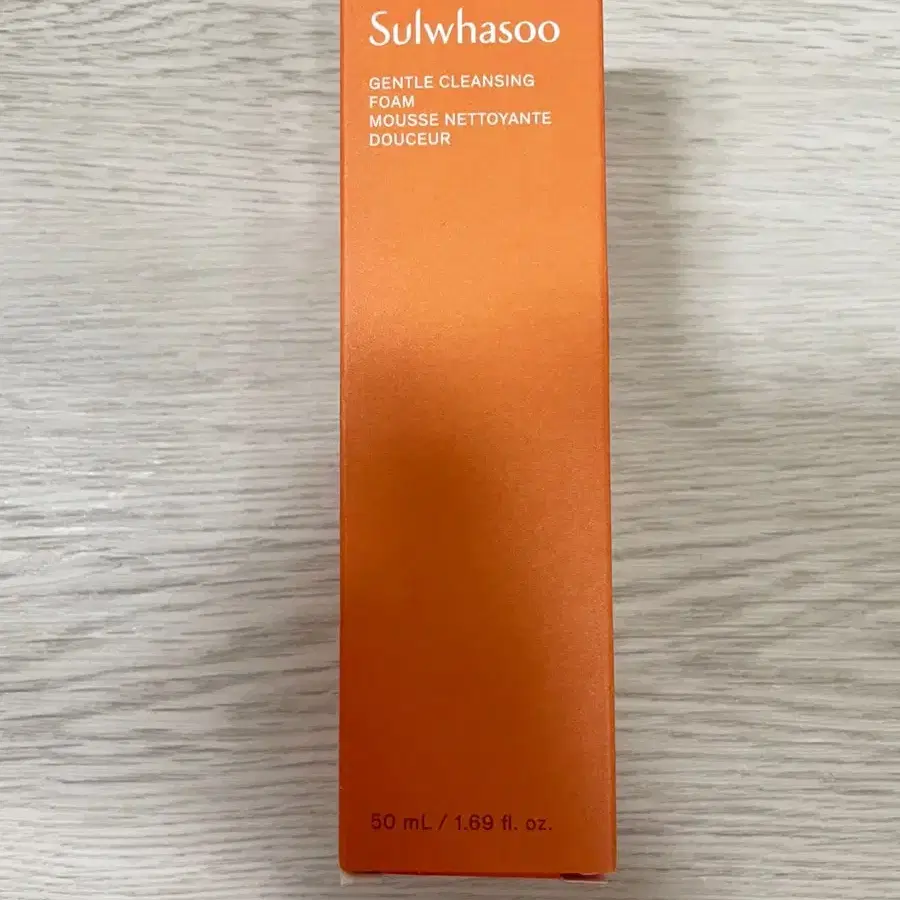 Sulwhasoo
GENTLE CLEANSING
FOAM
MOUSSE NETTOYANTE
DOUCEUR
50 mL / 1.69 fl. oz.